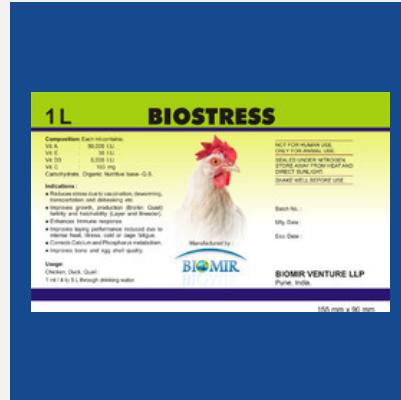 1 L
BIOSTRESS
Composition: Each ml contains:
Vit. A :
Vit. E :
Vit. D3 :
Vit. C : 100 mg
Carbohydrate, Organic Nutritive base -Q.S.
Indications :
• Reduces stress due to vaccination, deworming,
transportation and debeaking etc.
• Improves growth, production (Broiler, Quail)
fertility and hatchability (Layer and Breeder).
• Enhances Immune response.
• Improves laying performance reduced due to
intense heat, illness, cold or cage fatigue.
• Corrects Calcium and Phosphorus metabolism.
• Improves bone and egg shell quality.
Usage:
Chicken, Duck, Quail :
1 ml / 4 to 5 L through drinking water.
Manufactured by :
BIOMIR
NOT FOR HUMAN USE.
ONLY FOR ANIMAL USE.
SEALED UNDER NITROGEN
STORE AWAY FROM HEAT AND
DIRECT SUNLIGHT.
SHAKE WELL BEFORE USE.
Batch No. :
Mfg. Date :
Exp. Date :
BIOMIR VENTURE LLP
Pune, India.
155 mm x 90 mm